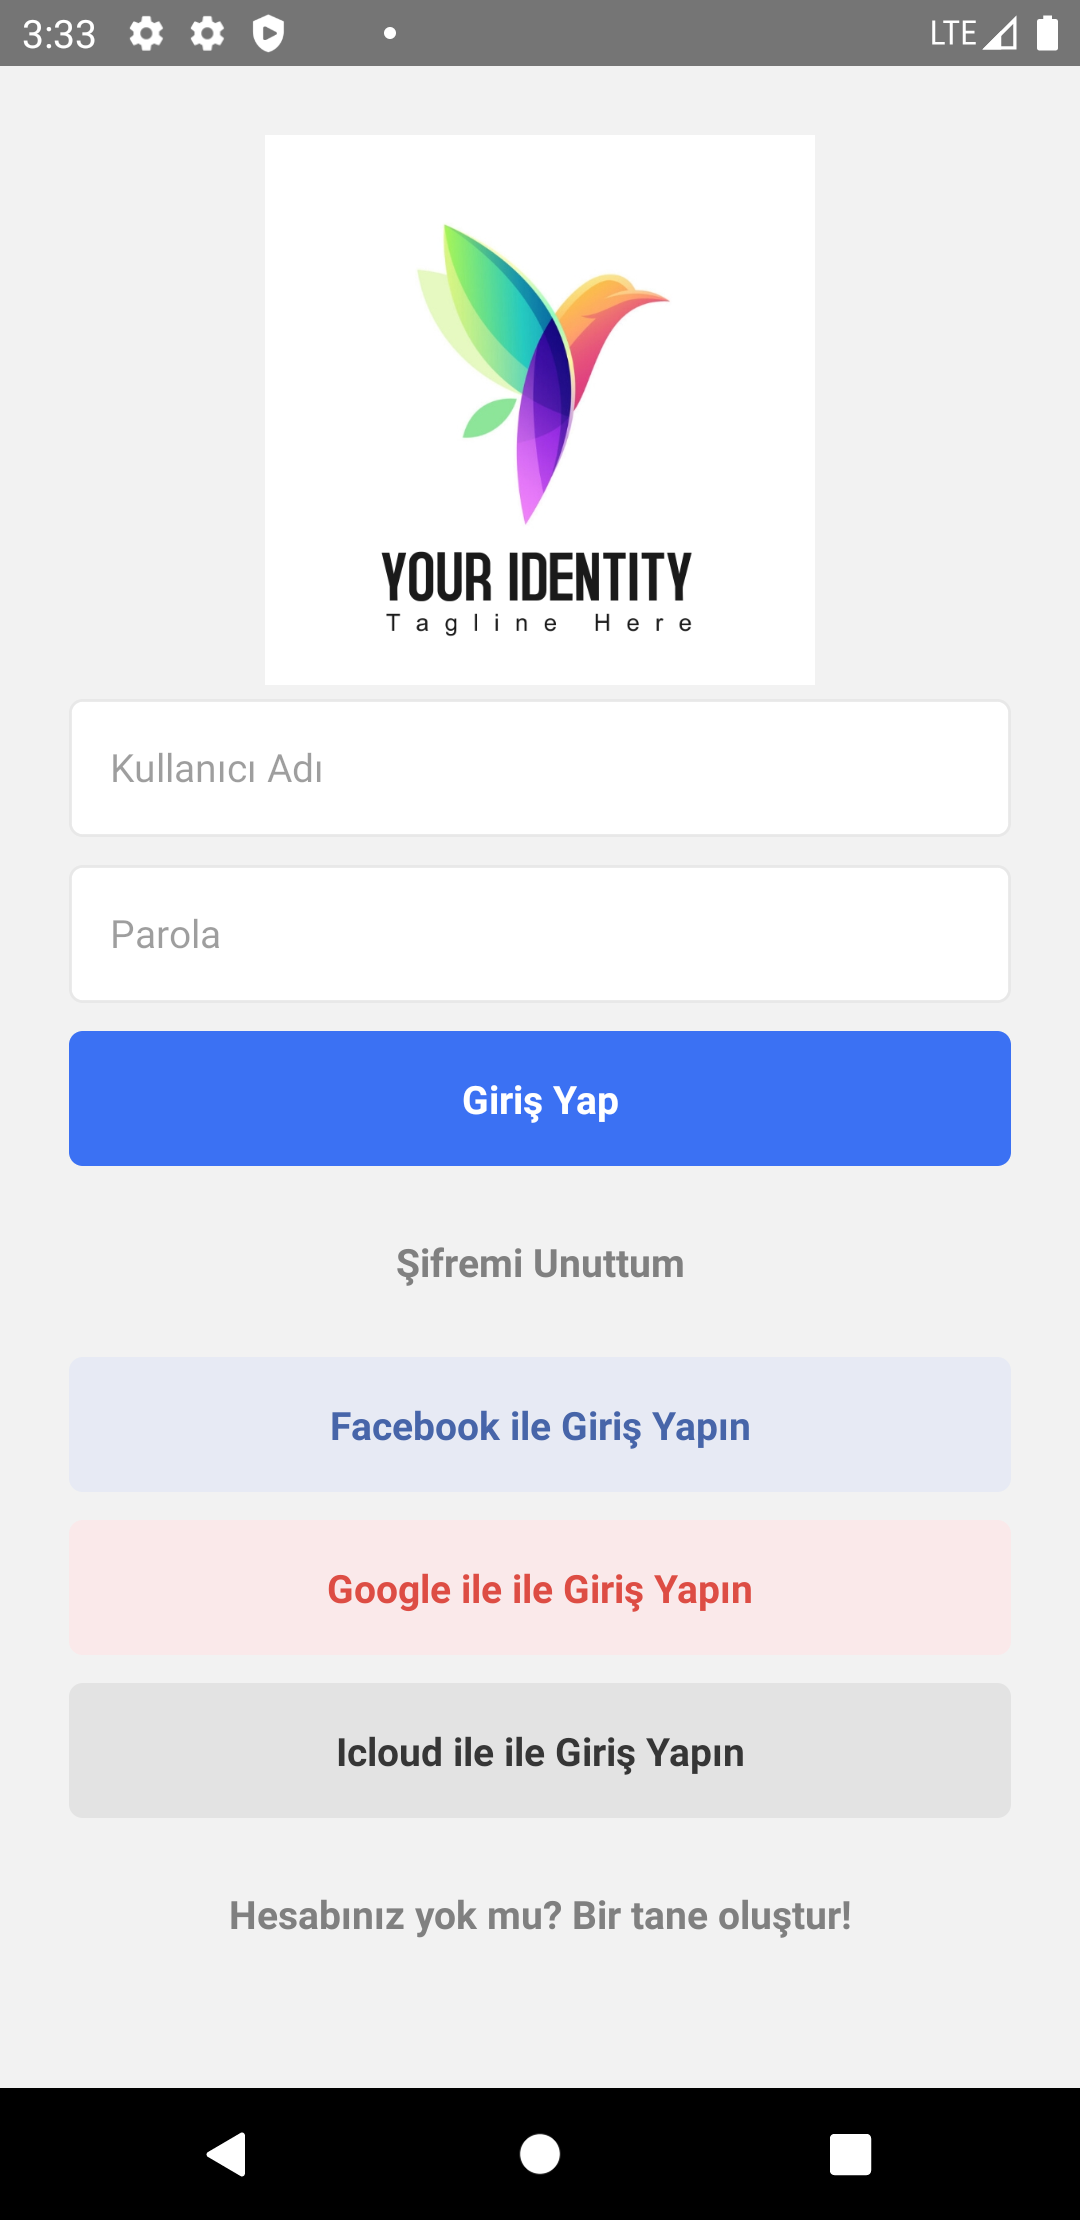 3:33
LTE
YOUR IDENTITY
Tagline Here
Kullanıcı Adı
Parola
Giriş Yap
Şifremi Unuttum
Facebook ile Giriş Yapın
Google ile ile Giriş Yapın
Icloud ile ile Giriş Yapın
Hesabınız yok mu? Bir tane oluştur!